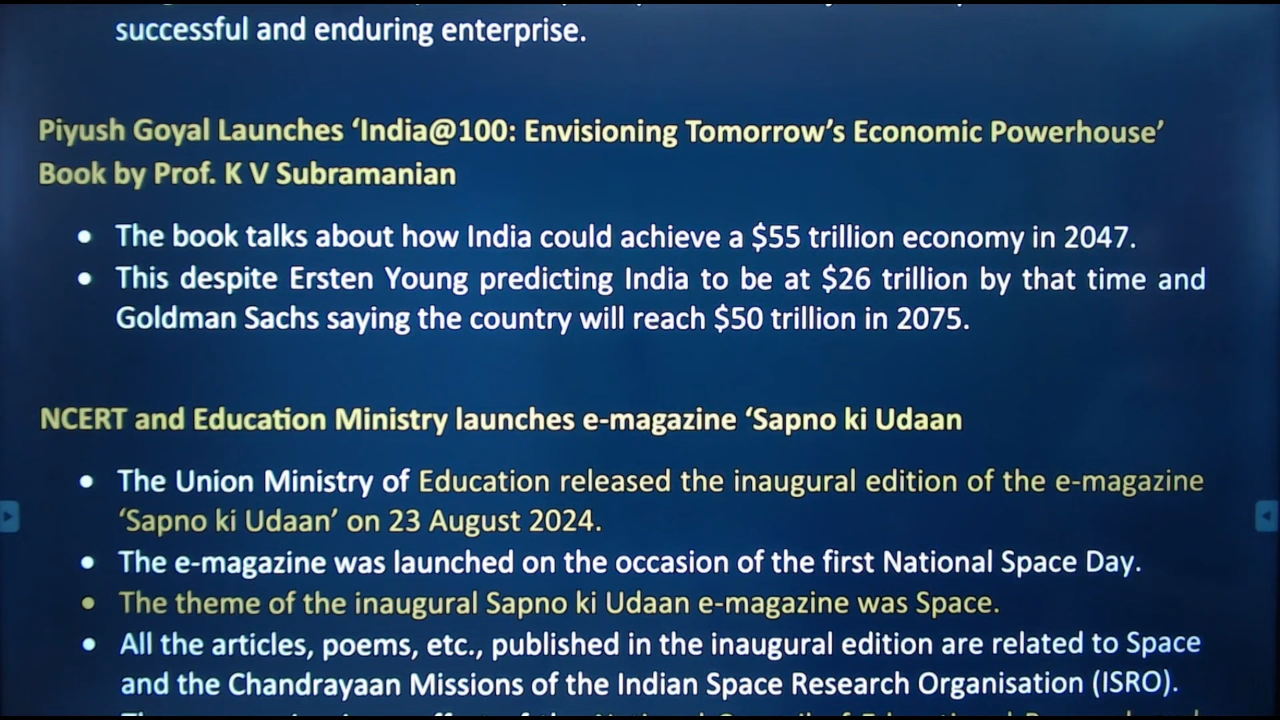 successful and enduring enterprise.
Piyush Goyal Launches ‘India@100: Envisioning Tomorrow’s Economic Powerhouse’
Book by Prof. K V Subramanian
• The book talks about how India could achieve a $55 trillion economy in 2047.
• This despite Ersten Young predicting India to be at $26 trillion by that time and
Goldman Sachs saying the country will reach $50 trillion in 2075.
NCERT and Education Ministry launches e-magazine ‘Sapno ki Udaan
• The Union Ministry of Education released the inaugural edition of the e-magazine
‘Sapno ki Udaan’ on 23 August 2024.
• The e-magazine was launched on the occasion of the first National Space Day.
• The theme of the inaugural Sapno ki Udaan e-magazine was Space.
• All the articles, poems, etc., published in the inaugural edition are related to Space
and the Chandrayaan Missions of the Indian Space Research Organisation (ISRO).